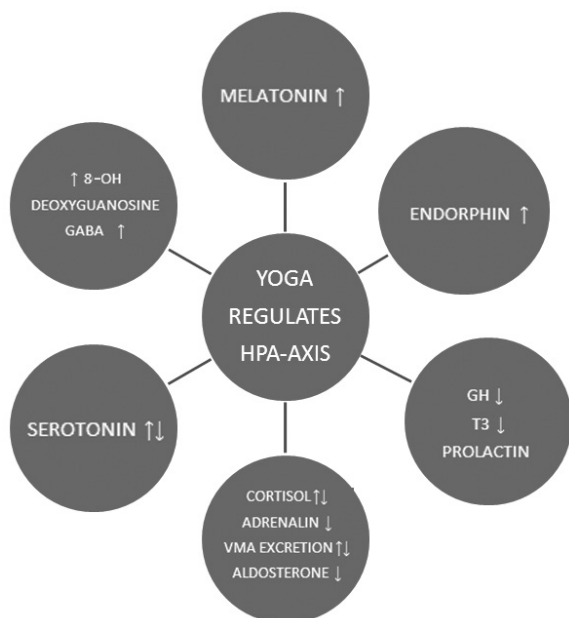 MELATONIN ↑
↑ 8-OH
DEOXYGUANOSINE
GABA ↑
ENDORPHIN ↑
YOGA
REGULATES
HPA-AXIS
SEROTONIN ↑↓
GH ↓
T3 ↓
PROLACTIN
CORTISOL ↑↓
ADRENALIN ↓
VMA EXCRETION ↑↓
ALDOSTERONE ↓